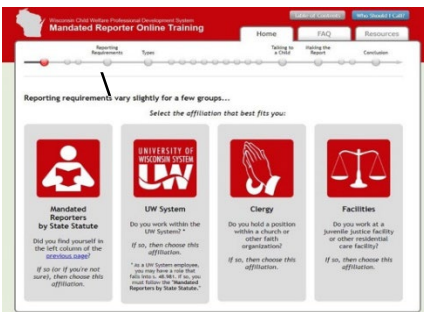 Wisconsin Child Welfare Professional Development System
Mandated Reporter Online Training
Table of Contents
Who Should I Call?
Home
FAQ
Resources
Reporting
Requirements
Types
Talking to
a Child
Making the
Report
Conclusion
Reporting requirements vary slightly for a few groups...
Select the affiliation that best fits you:
Mandated
Reporters
by State Statute
Did you find yourself in
the left column of the
previous page?
If so (or if you're not
sure), then choose this
affiliation.
UNIVERSITY OF
WISCONSIN SYSTEM
UW
UW System
Do you work within the
UW System? *
If so, then choose this
affiliation.
* As a UW System employee,
you may have a role that
falls into s. 48.981. If so, you
must follow the "Mandated
Reporters by State Statute."
Clergy
Do you hold a position
within a church or
other faith
organization?
If so, then choose this
affiliation.
Facilities
Do you work at a
juvenile justice facility
or other residential
care facility?
If so, then choose this
affiliation.